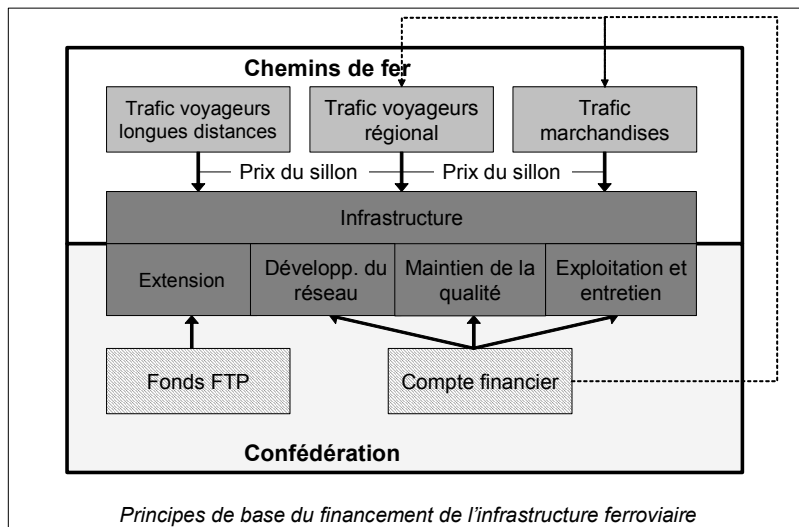 Chemins de fer
Trafic voyageurs
longues distances
Trafic voyageurs
régional
Trafic
marchandises
Prix du sillon
Prix du sillon
Infrastructure
Extension
Développ. du
réseau
Maintien de la
qualité
Exploitation et
entretien
Fonds FTP
Compte financier
Confédération
Principes de base du financement de l'infrastructure ferroviaire